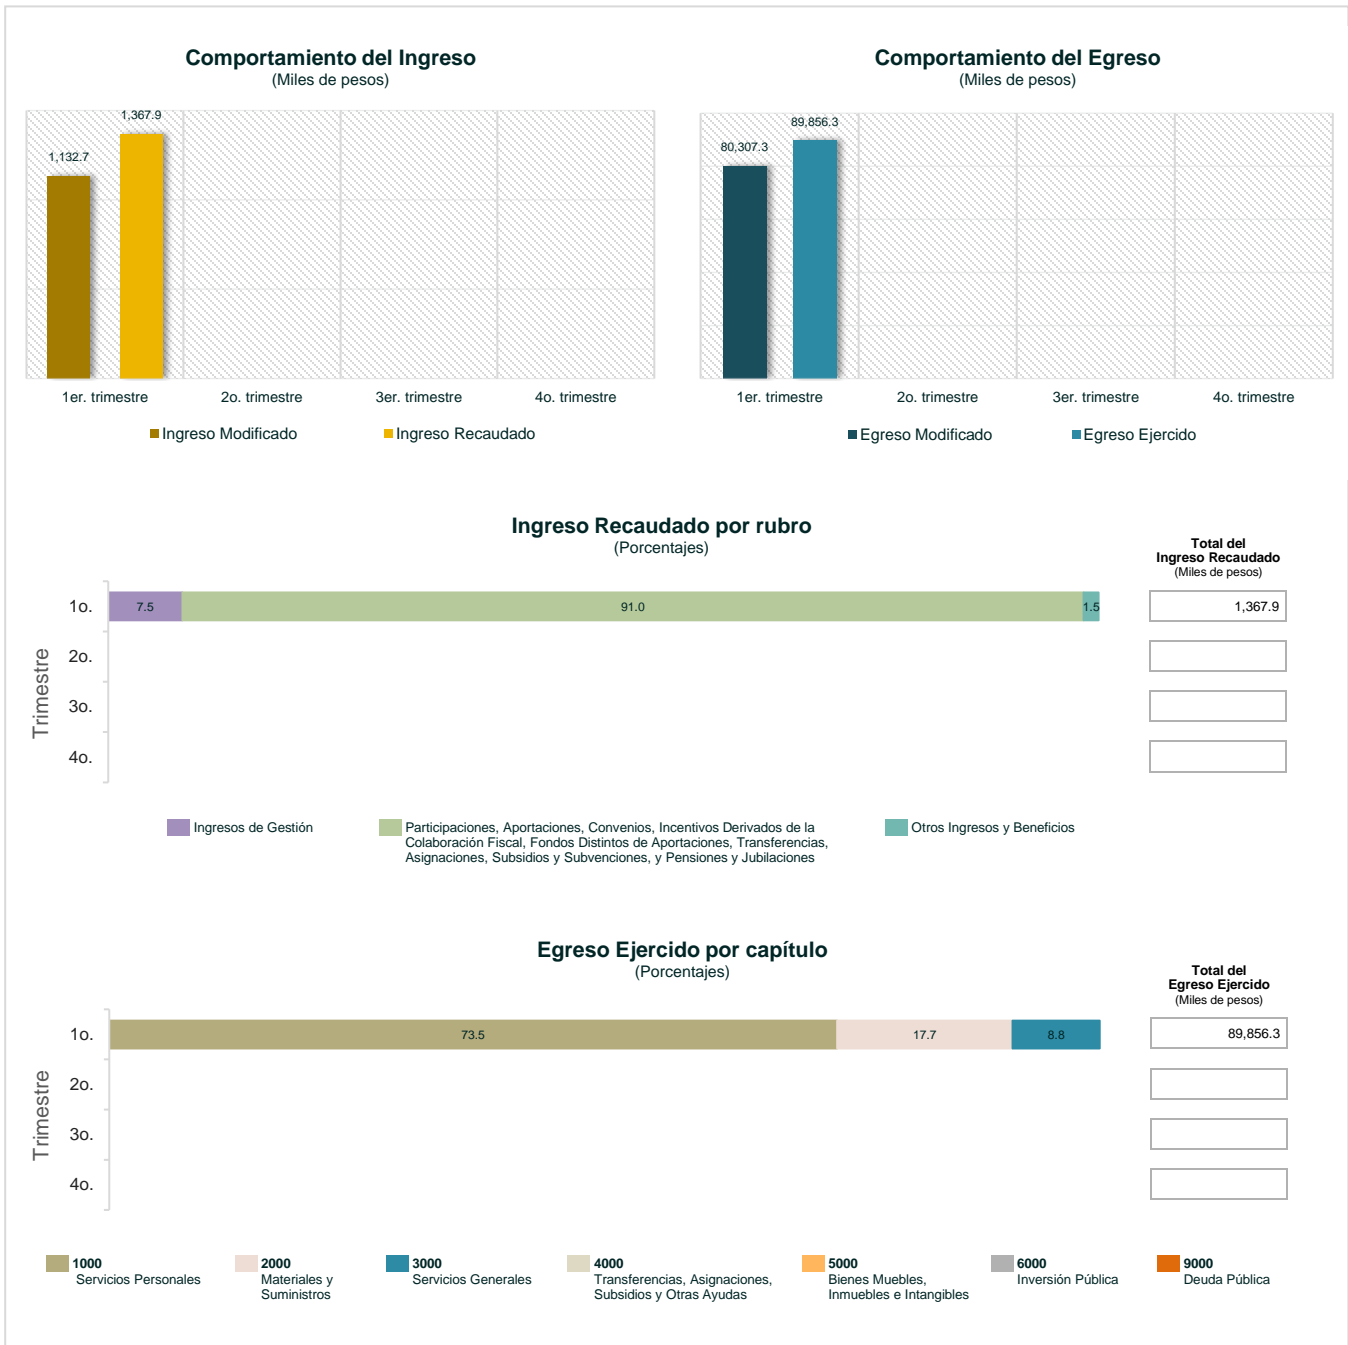 Comportamiento del Ingreso
(Miles de pesos)
1,132.7
1,367.9
1er. trimestre
2o. trimestre
3er. trimestre
4o. trimestre
Ingreso Modificado
Ingreso Recaudado
Comportamiento del Egreso
(Miles de pesos)
80,307.3
89,856.3
1er. trimestre
2o. trimestre
3er. trimestre
4o. trimestre
Egreso Modificado
Egreso Ejercido
Ingreso Recaudado por rubro
(Porcentajes)
Total del
Ingreso Recaudado
(Miles de pesos)
Trimestre
1o.
7.5
91.0
1.5
1,367.9
2o.
3o.
4o.
Ingresos de Gestión
Participaciones, Aportaciones, Convenios, Incentivos Derivados de la
Colaboración Fiscal, Fondos Distintos de Aportaciones, Transferencias,
Asignaciones, Subsidios y Subvenciones, y Pensiones y Jubilaciones
Otros Ingresos y Beneficios
Egreso Ejercido por capítulo
(Porcentajes)
Total del
Egreso Ejercido
(Miles de pesos)
Trimestre
1o.
73.5
17.7
8.8
89,856.3
2o.
3o.
4o.
1000
Servicios Personales
2000
Materiales y
Suministros
3000
Servicios Generales
4000
Transferencias, Asignaciones,
Subsidios y Otras Ayudas
5000
Bienes Muebles,
Inmuebles e Intangibles
6000
Inversión Pública
9000
Deuda Pública